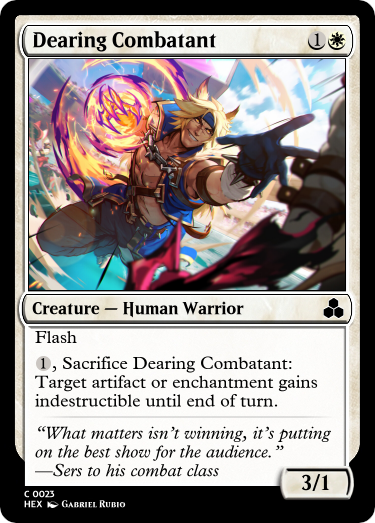 Dearing Combatant 1
Creature — Human Warrior
Flash
1, Sacrifice Dearing Combatant:
Target artifact or enchantment gains
indestructible until end of turn.
“What matters isn’t winning, it’s putting
on the best show for the audience.”
—Sers to his combat class
3/1
C 0023
HEX Gabriel Rubio